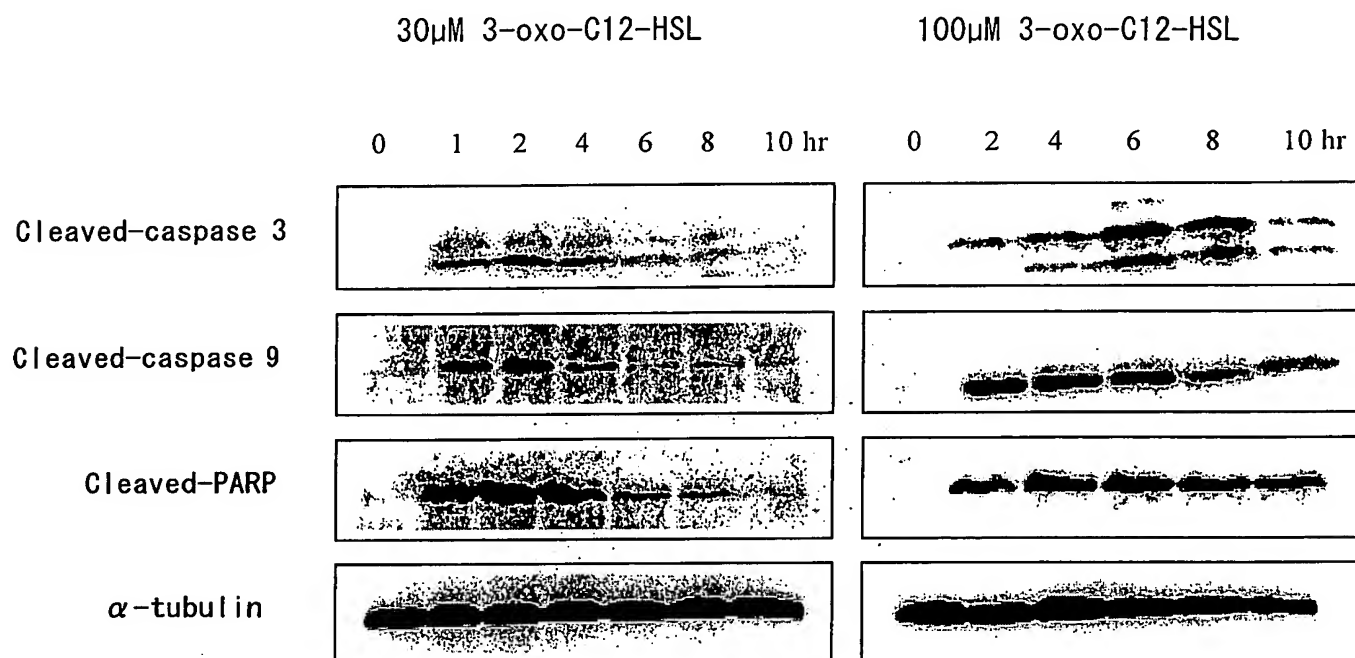 30μM 3-oxo-C12-HSL 100μM 3-oxo-C12-HSL
0 1 2 4 6 8 10 hr 0 2 4 6 8 10 hr
Cleaved-caspase 3
Cleaved-caspase 9
Cleaved-PARP
α-tubulin